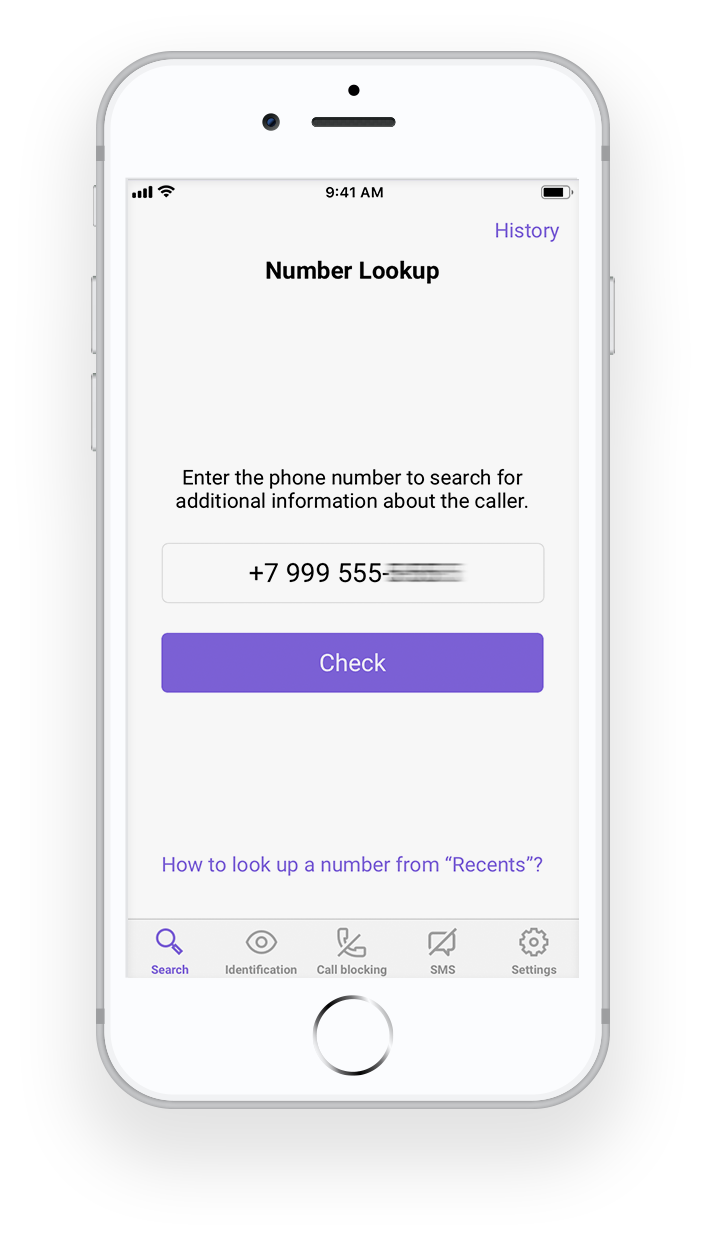 9:41 AM
History
Number Lookup
Enter the phone number to search for
additional information about the caller.
+7 999 555-
Check
How to look up a number from “Recents”?
Search Identification Call blocking SMS Settings